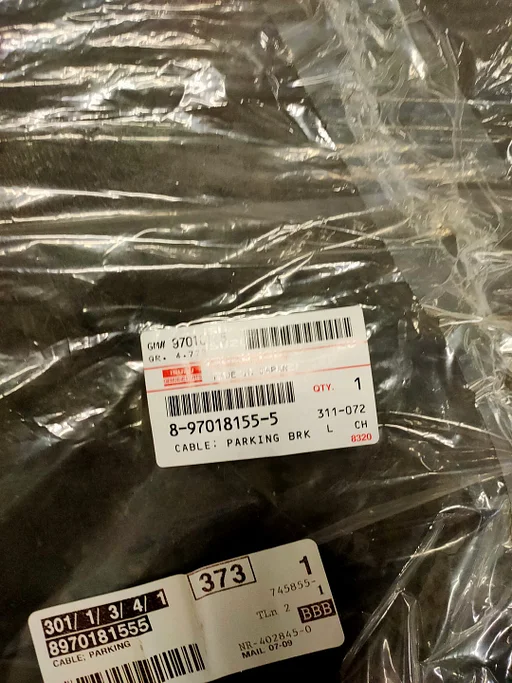 GM# 9701
GR. 4.7
ISUZU
MADE IN JAPAN
QTY. 1
8-97018155-5
311-072
CABLE; PARKING BRK L CH
8320
373
1
301/ 1/ 3/ 4/ 1
745855-1
8970181555
TLn 2
BBB
CABLE; PARKING
NR-402845-0
MAIL 07-09